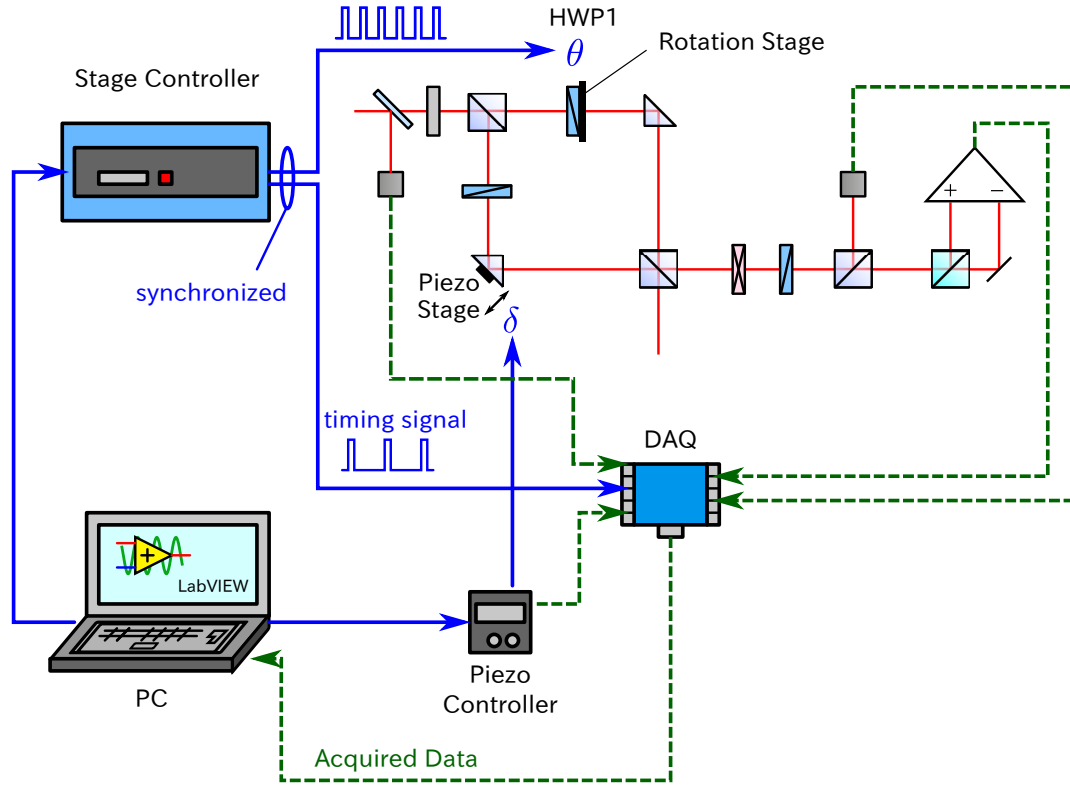 HWP1
θ
Rotation Stage
Stage Controller
synchronized
+
−
Piezo
Stage
δ
timing signal
DAQ
+
LabVIEW
PC
Piezo
Controller
Acquired Data